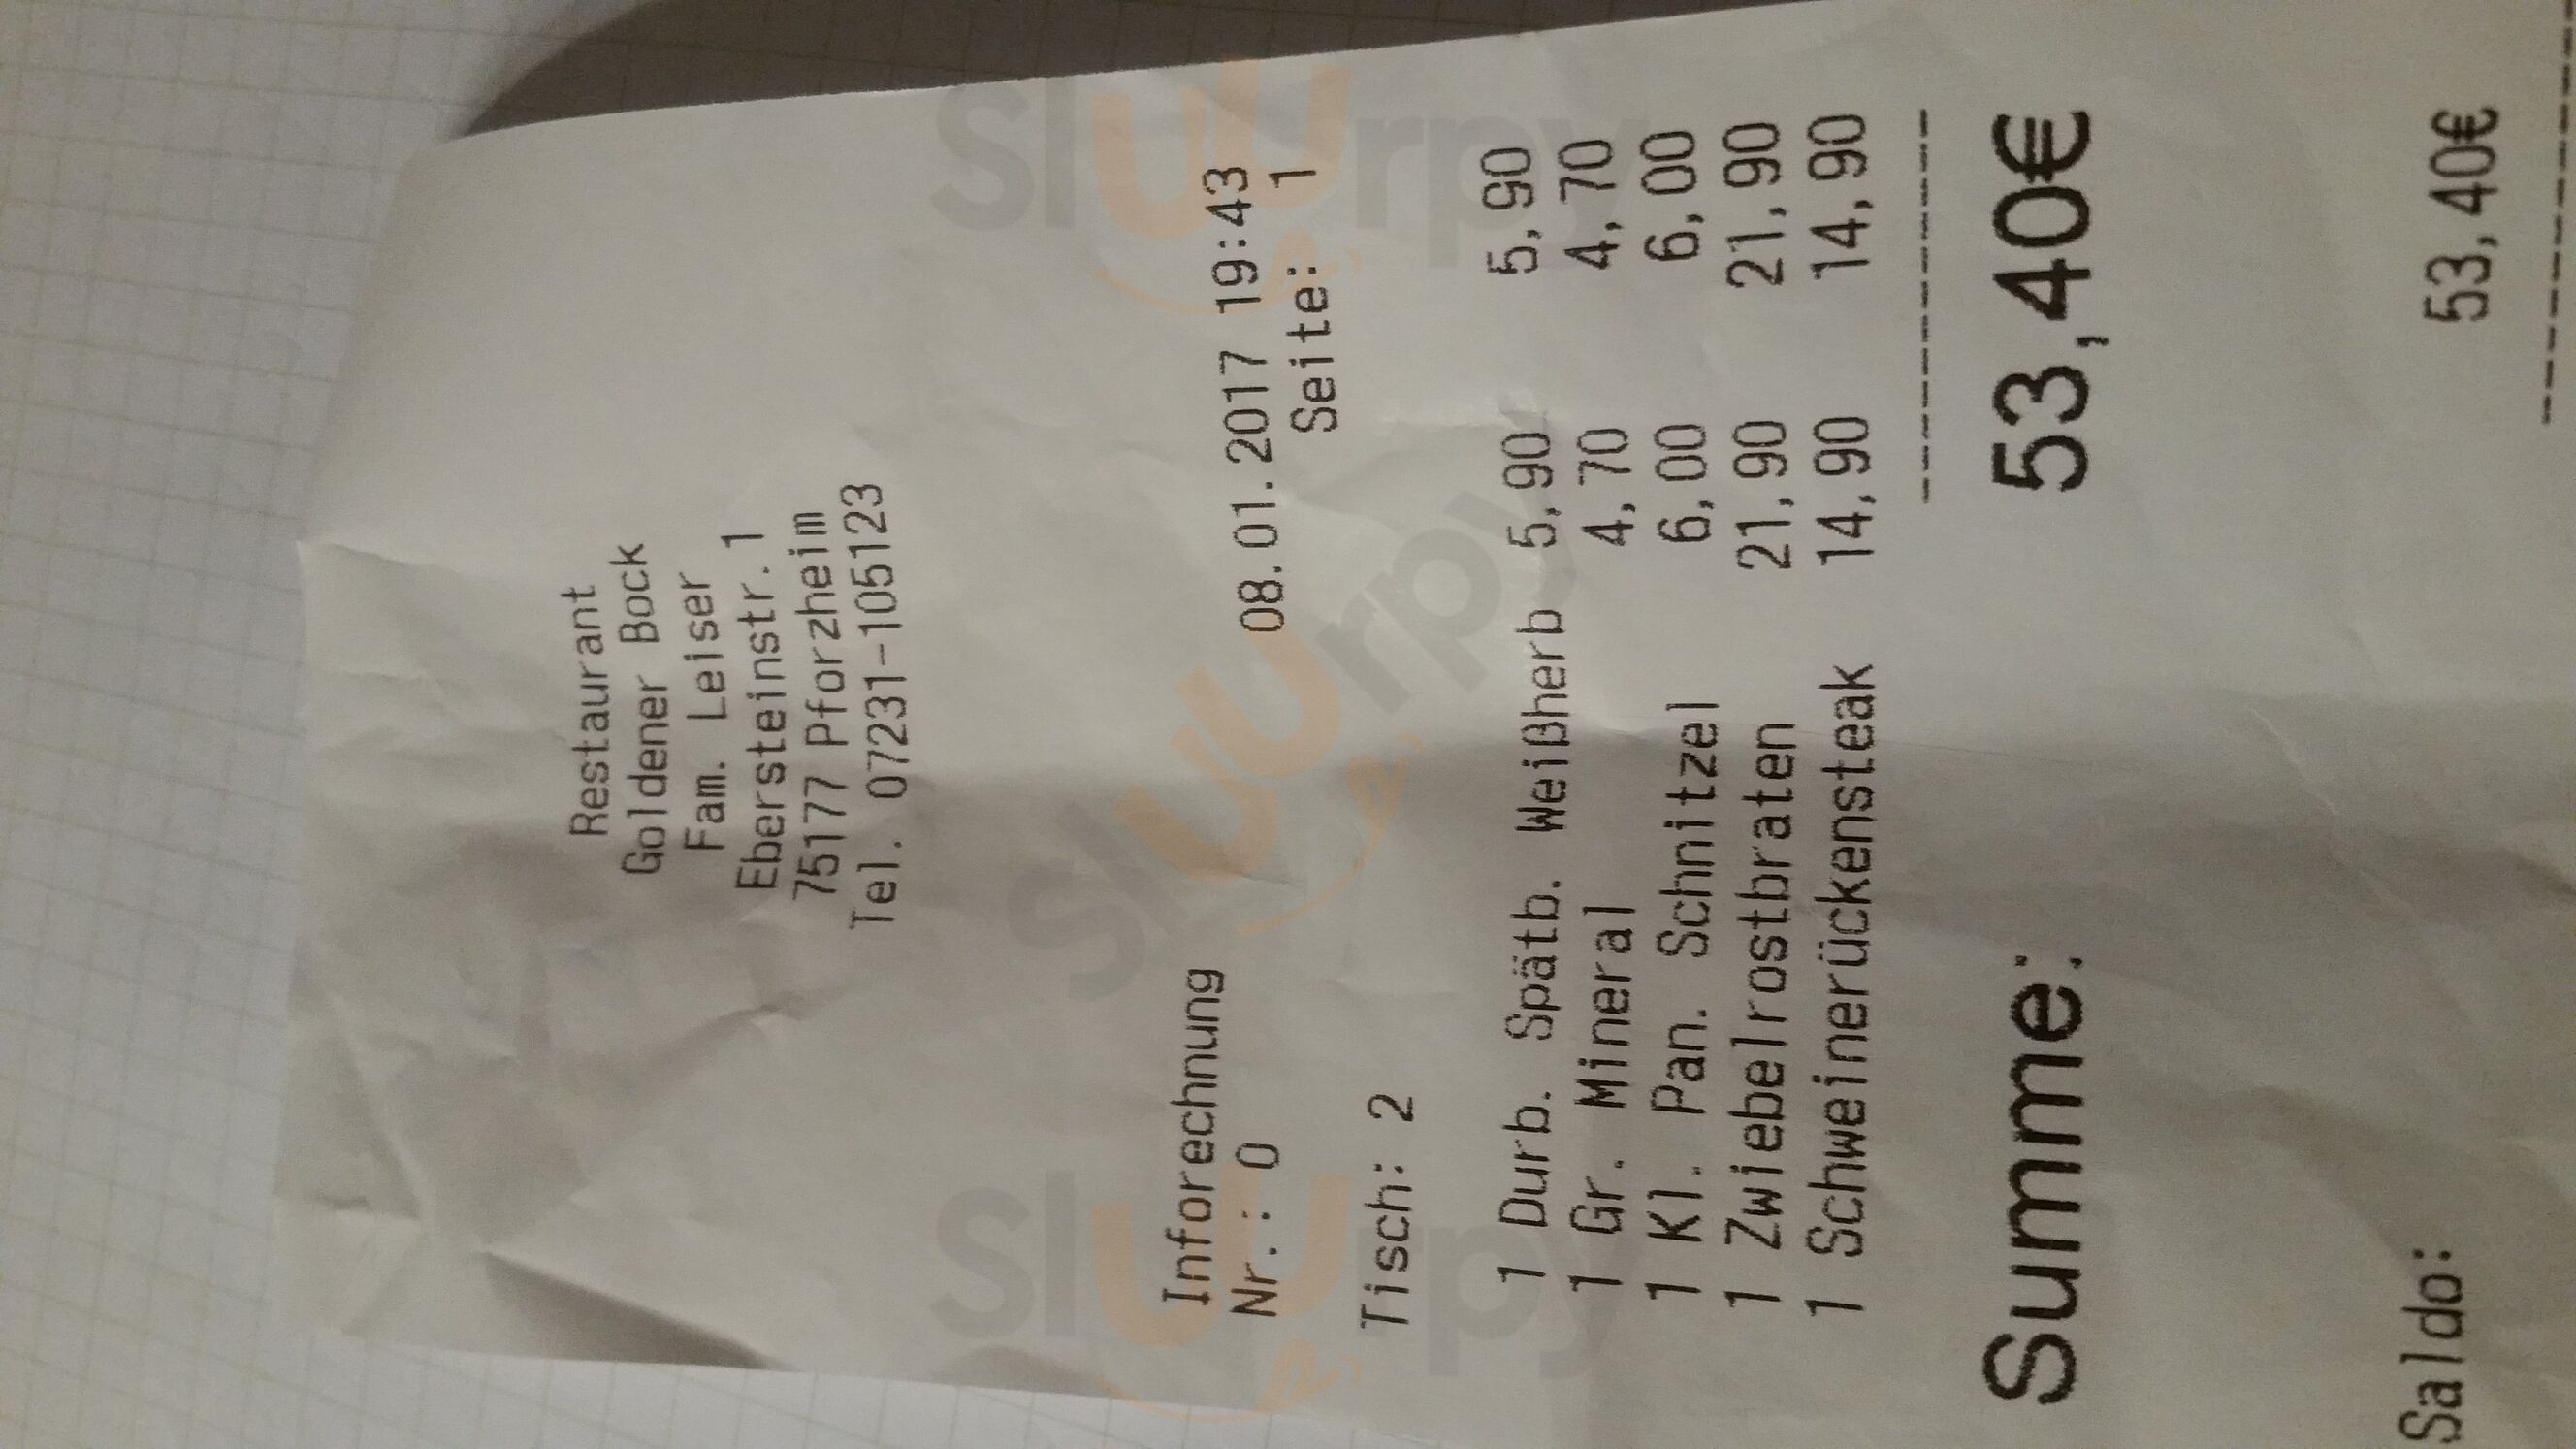 Restaurant
Goldener Bock
Fam. Leiser
Ebersteinstr.1
75177 Pforzheim
Tel. 07231-105123
Inforechnung
Nr.: 0 08.01.2017 19:43
Seite: 1
Tisch: 2
1 Durb. Spätb. Weißherb 5,90 5,90
1 Gr. Mineral 4,70 4,70
1 Kl. Pan. Schnitzel 6,00 6,00
1 Zwiebelrostbraten 21,90 21,90
1 Schweinerückensteak 14,90 14,90
Summe: 53,40€
Saldo: 53,40€
Sluurpy
Sluurpy
Sluurpy